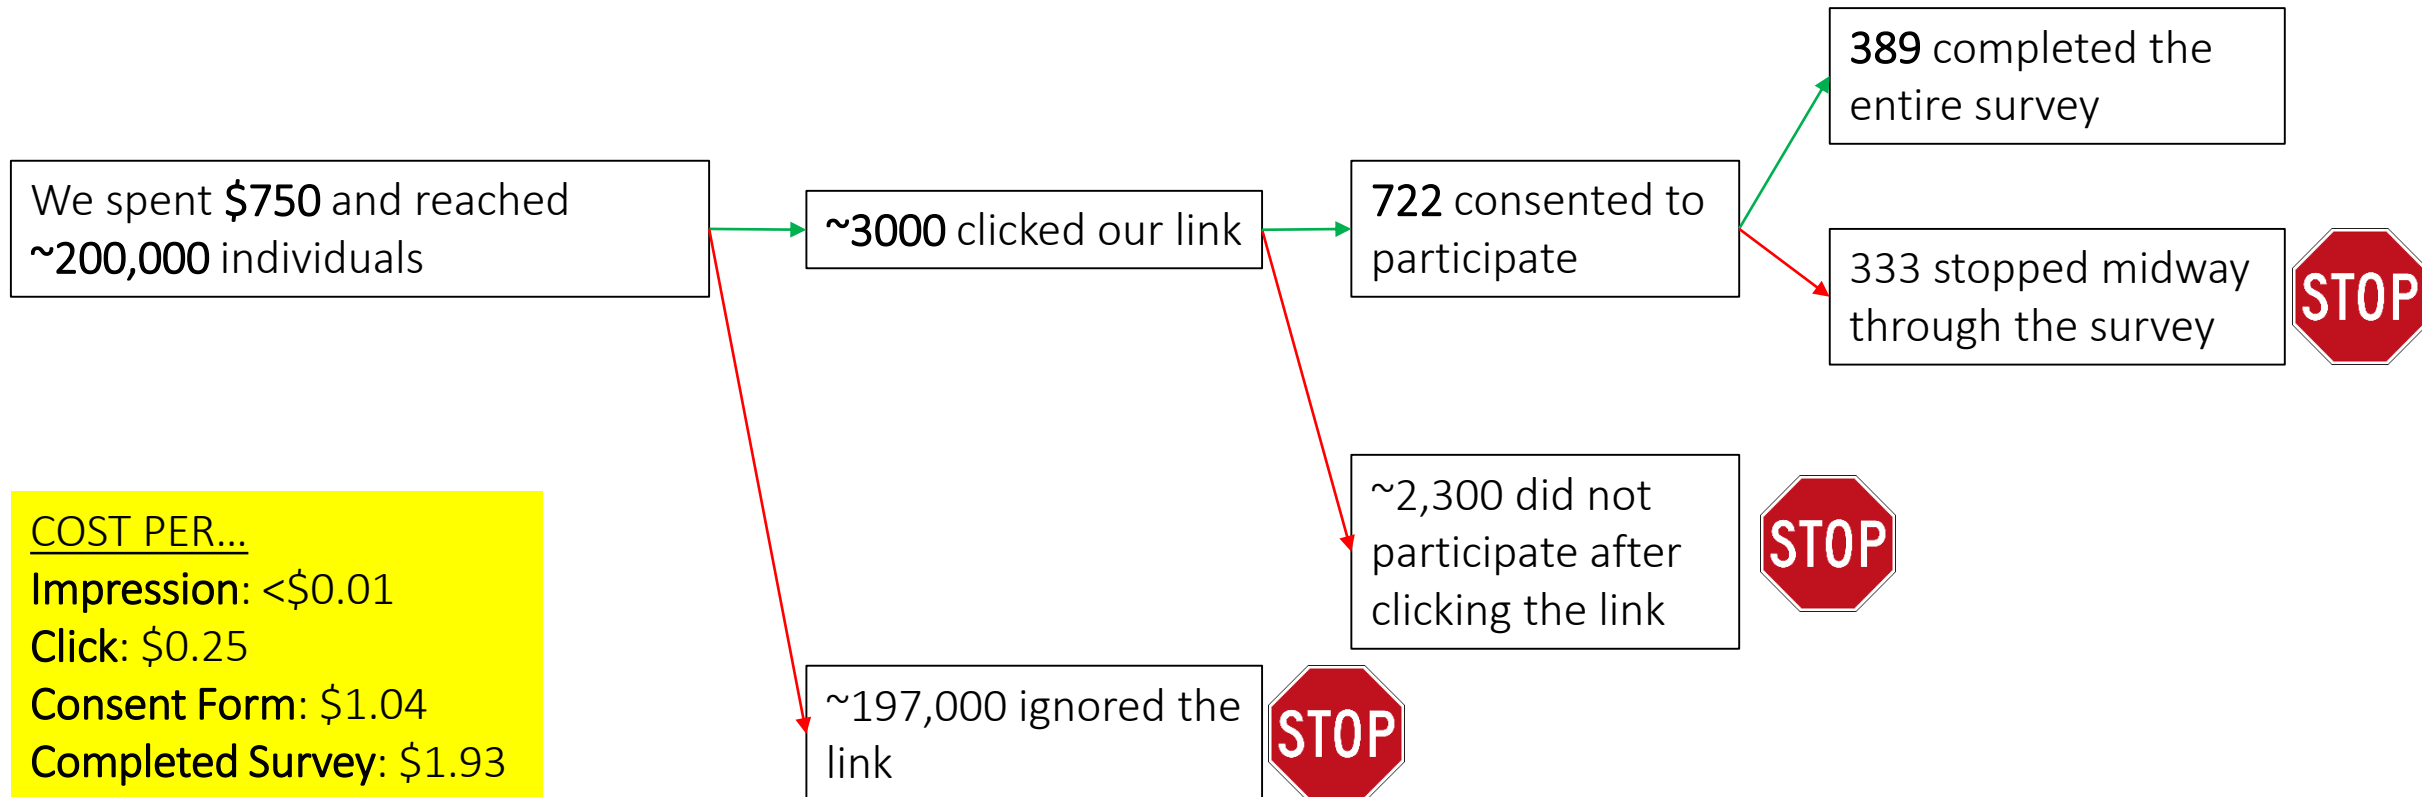 We spent $750 and reached
~200,000 individuals
~3000 clicked our link
722 consented to
participate
389 completed the
entire survey
333 stopped midway
through the survey
STOP
~2,300 did not
participate after
clicking the link
STOP
~197,000 ignored the
link
STOP
COST PER...
Impression: <$0.01
Click: $0.25
Consent Form: $1.04
Completed Survey: $1.93